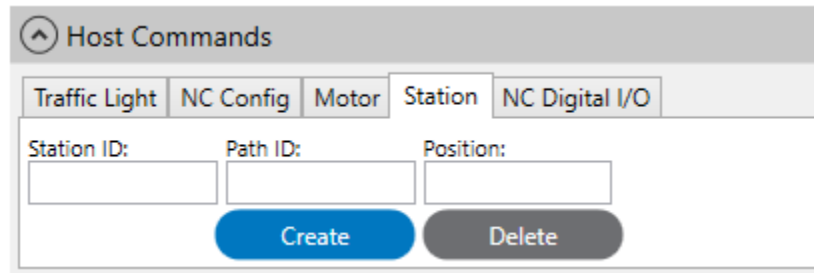 Host Commands
Traffic Light NC Config Motor Station NC Digital I/O
Station ID: Path ID: Position:
Create Delete